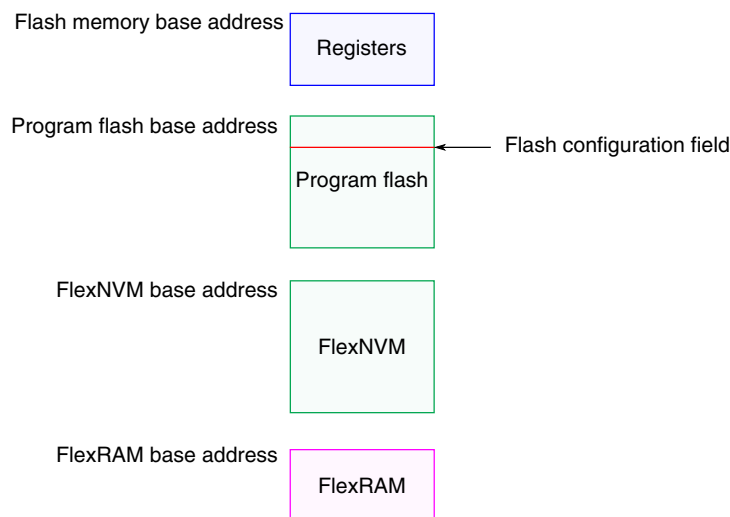 Flash memory base address
Registers
Program flash base address
Flash configuration field
Program flash
FlexNVM base address
FlexNVM
FlexRAM base address
FlexRAM